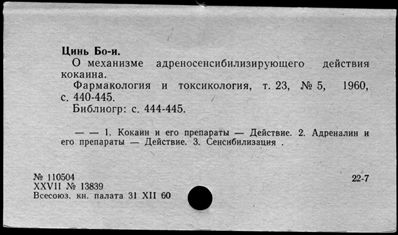 Цинь Бо-и.
О механизме адреносенсибилизирующего действия
кокаина.
Фармакология и токсикология, т. 23, № 5, 1960,
с. 440-445.
Библиогр: с. 444-445.
— — 1. Кокаин и его препараты — Действие. 2. Адреналин и
его препараты — Действие. 3. Сенсибилизация .
№ 110504
22-7
XXVII № 13839
Всесоюз. кн. палата 31 XII 60